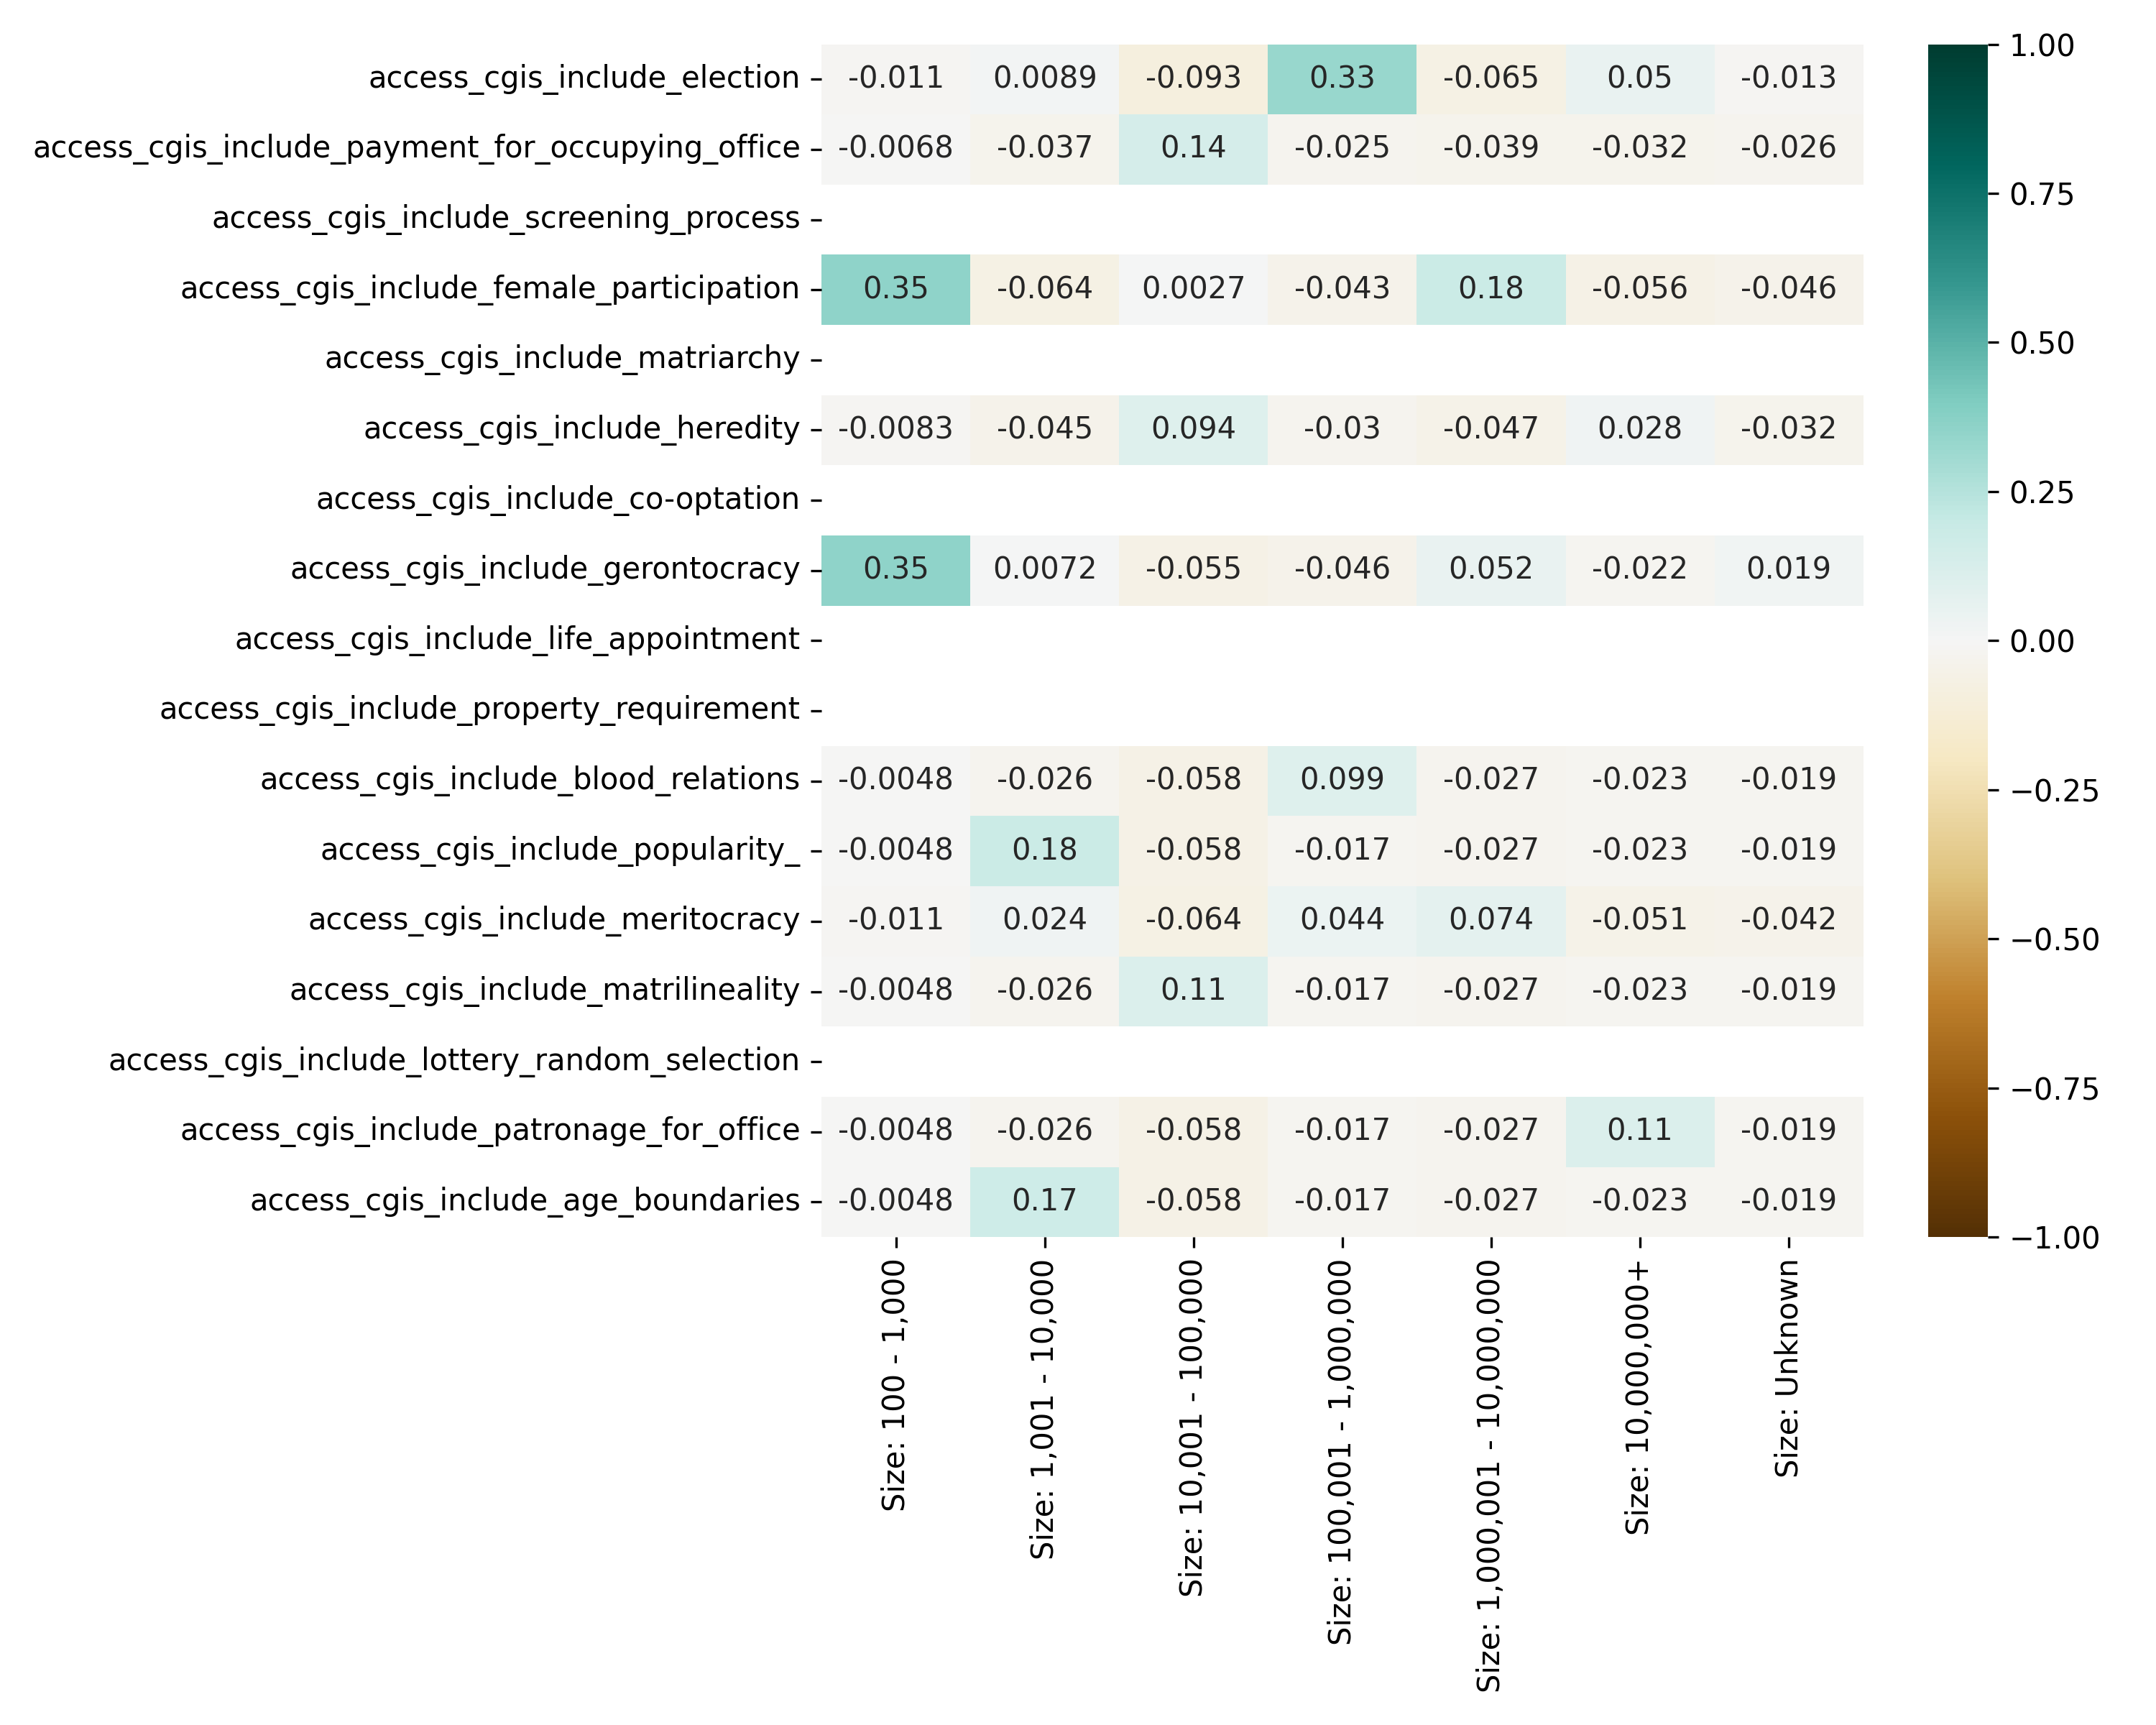 access_cgis_include_election -0.011 0.0089 -0.093 0.33 -0.065 0.05 -0.013
access_cgis_include_payment_for_occupying_office -0.0068 -0.037 0.14 -0.025 -0.039 -0.032 -0.026
access_cgis_include_screening_process
access_cgis_include_female_participation 0.35 -0.064 0.0027 -0.043 0.18 -0.056 -0.046
access_cgis_include_matriarchy
access_cgis_include_heredity -0.0083 -0.045 0.094 -0.03 -0.047 0.028 -0.032
access_cgis_include_co-optation
access_cgis_include_gerontocracy 0.35 0.0072 -0.055 -0.046 0.052 -0.022 0.019
access_cgis_include_life_appointment
access_cgis_include_property_requirement
access_cgis_include_blood_relations -0.0048 -0.026 -0.058 0.099 -0.027 -0.023 -0.019
access_cgis_include_popularity_ -0.0048 0.18 -0.058 -0.017 -0.027 -0.023 -0.019
access_cgis_include_meritocracy -0.011 0.024 -0.064 0.044 0.074 -0.051 -0.042
access_cgis_include_matrilineality -0.0048 -0.026 0.11 -0.017 -0.027 -0.023 -0.019
access_cgis_include_lottery_random_selection
access_cgis_include_patronage_for_office -0.0048 -0.026 -0.058 -0.017 -0.027 0.11 -0.019
access_cgis_include_age_boundaries -0.0048 0.17 -0.058 -0.017 -0.027 -0.023 -0.019
Size: 100 - 1,000
Size: 1,001 - 10,000
Size: 10,001 - 100,000
Size: 100,001 - 1,000,000
Size: 1,000,001 - 10,000,000
Size: 10,000,000+
Size: Unknown
1.00
0.75
0.50
0.25
0.00
−0.25
−0.50
−0.75
−1.00